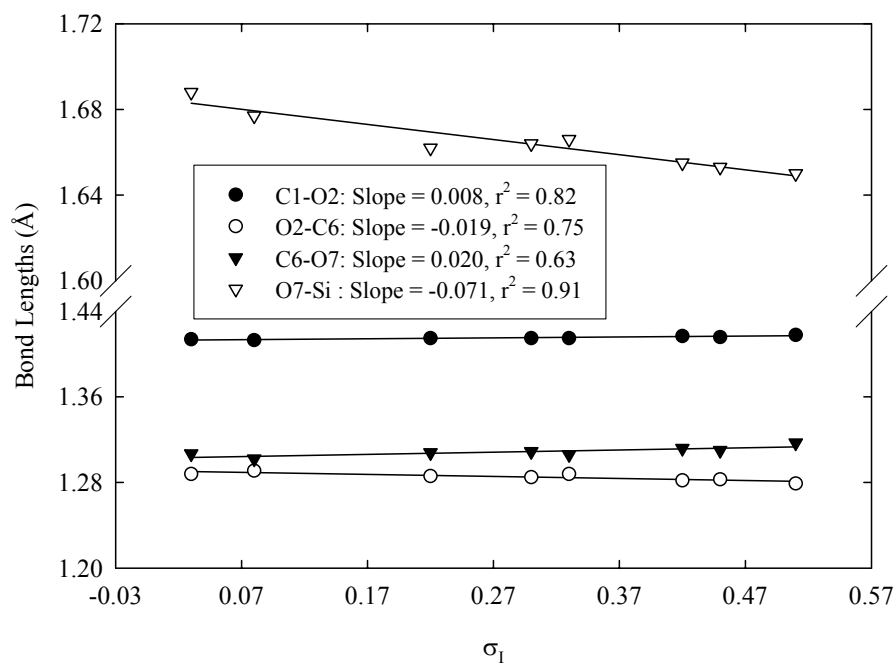 1.72
1.68
1.64
1.60
1.44
1.36
1.28
1.20
Bond Lengths (Å)
C1-O2: Slope = 0.008, r² = 0.82
O2-C6: Slope = -0.019, r² = 0.75
C6-O7: Slope = 0.020, r² = 0.63
O7-Si : Slope = -0.071, r² = 0.91
-0.03 0.07 0.17 0.27 0.37 0.47 0.57
σI